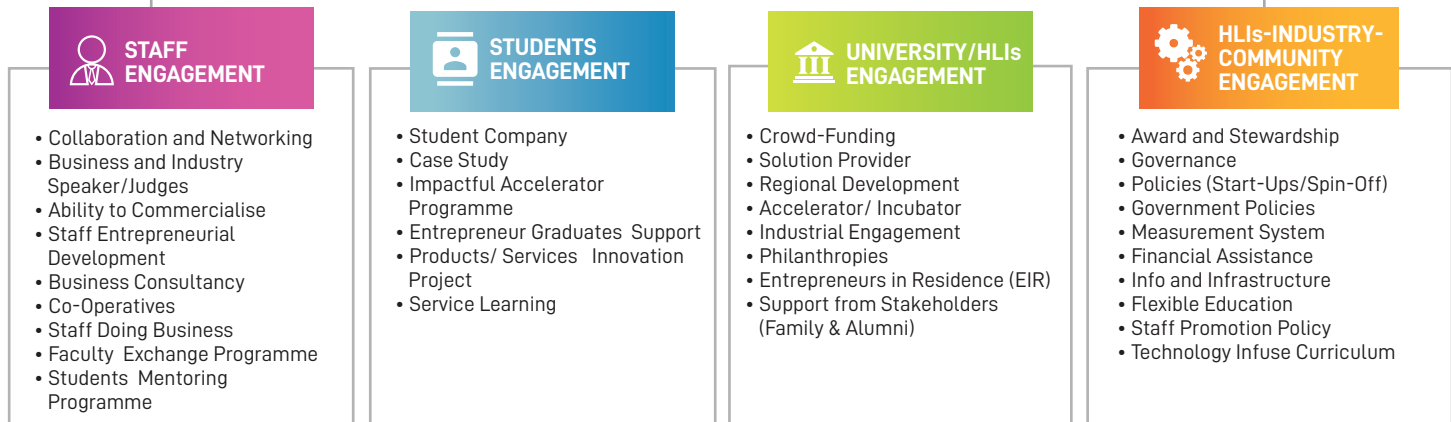 STAFF
ENGAGEMENT
• Collaboration and Networking
• Business and Industry
Speaker/Judges
• Ability to Commercialise
• Staff Entrepreneurial
Development
• Business Consultancy
• Co-Operatives
• Staff Doing Business
• Faculty Exchange Programme
• Students Mentoring
Programme
STUDENTS
ENGAGEMENT
• Student Company
• Case Study
• Impactful Accelerator
Programme
• Entrepreneur Graduates Support
• Products/ Services Innovation
Project
• Service Learning
UNIVERSITY/HLIs
ENGAGEMENT
• Crowd-Funding
• Solution Provider
• Regional Development
• Accelerator/ Incubator
• Industrial Engagement
• Philanthropies
• Entrepreneurs in Residence (EIR)
• Support from Stakeholders
(Family & Alumni)
HLIs-INDUSTRY-
COMMUNITY
ENGAGEMENT
• Award and Stewardship
• Governance
• Policies (Start-Ups/Spin-Off)
• Government Policies
• Measurement System
• Financial Assistance
• Info and Infrastructure
• Flexible Education
• Staff Promotion Policy
• Technology Infuse Curriculum